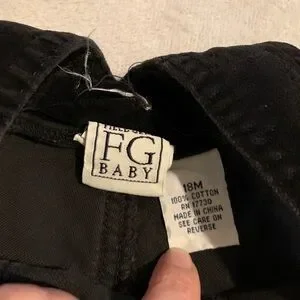 FG
BABY
18M
100% COTTON
RN 17730
MADE IN CHINA
SEE CARE ON
REVERSE